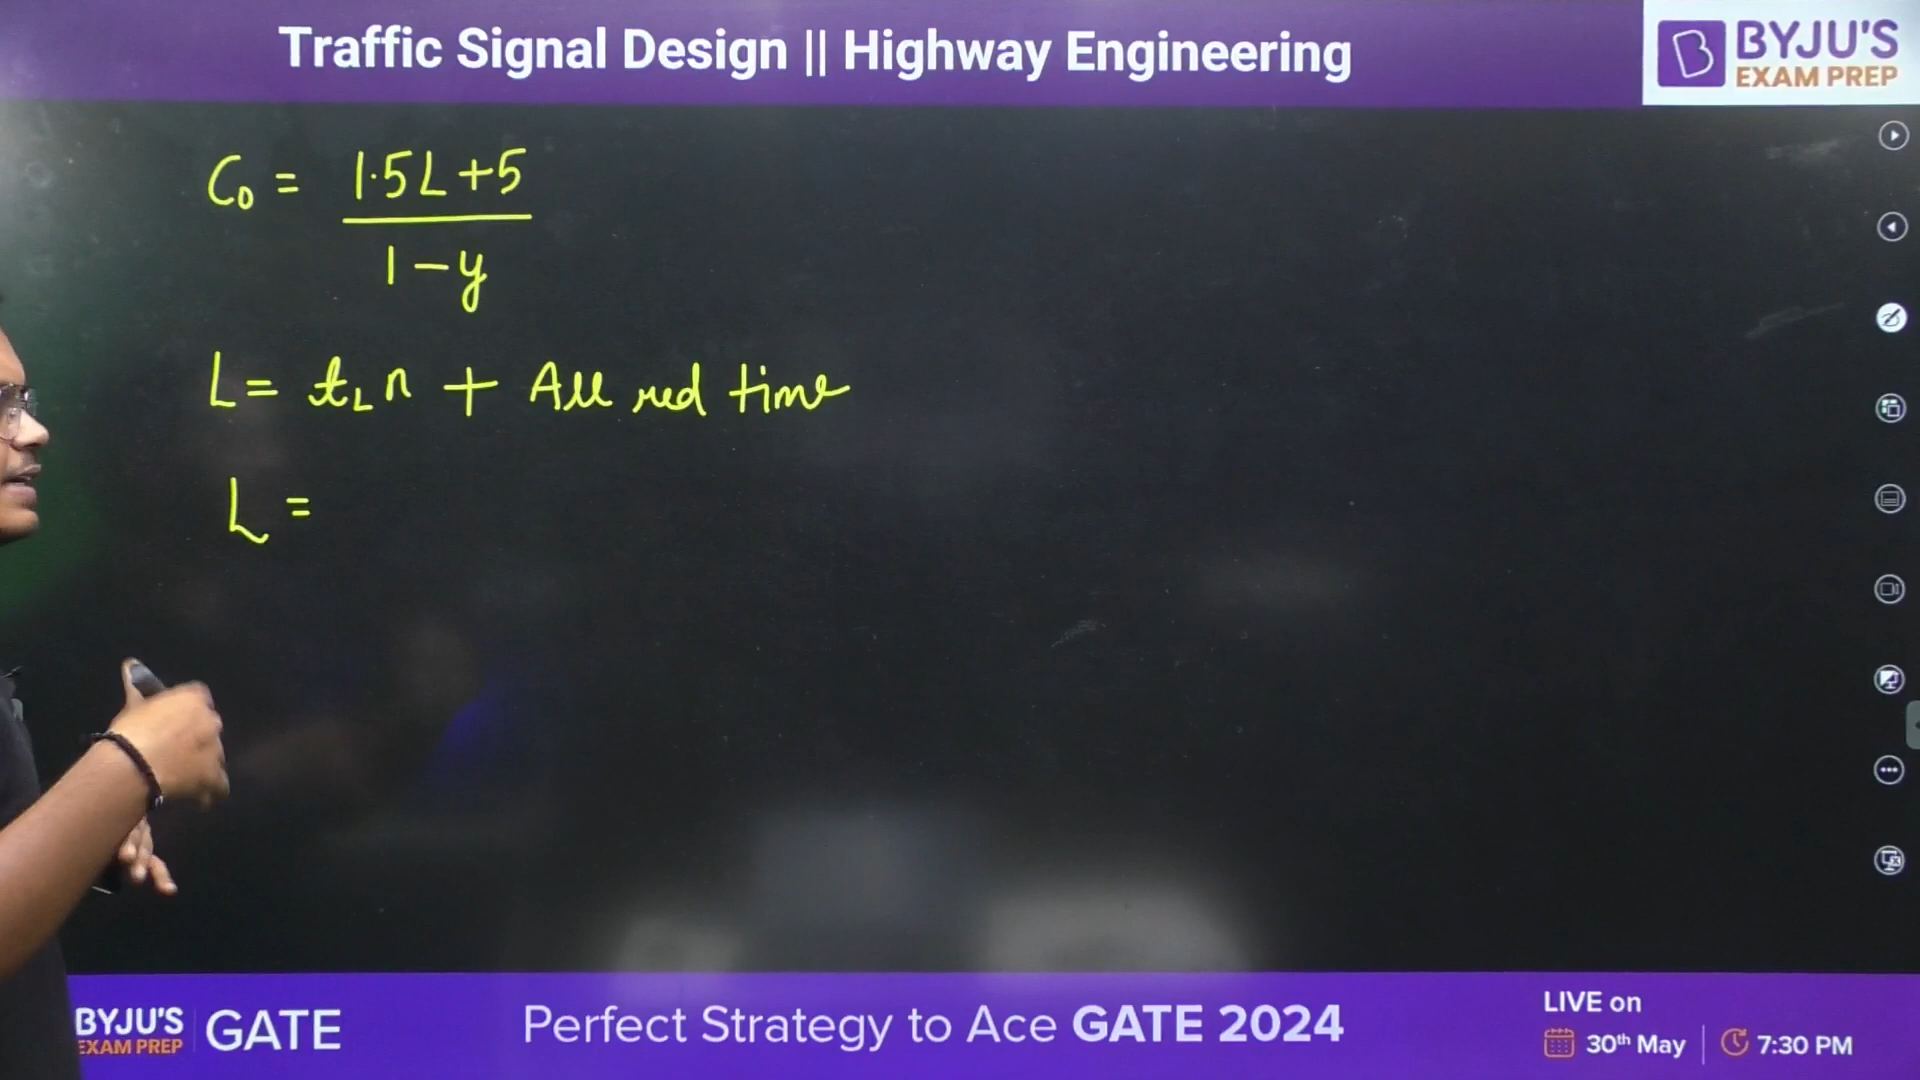 Traffic Signal Design || Highway Engineering
BYJU'S
EXAM PREP
C₀ = (1.5L+5)/(1-y)
L = t_L n + All red time
L =
BYJU'S
EXAM PREP
GATE
Perfect Strategy to Ace GATE 2024
LIVE on
30th May
7:30 PM